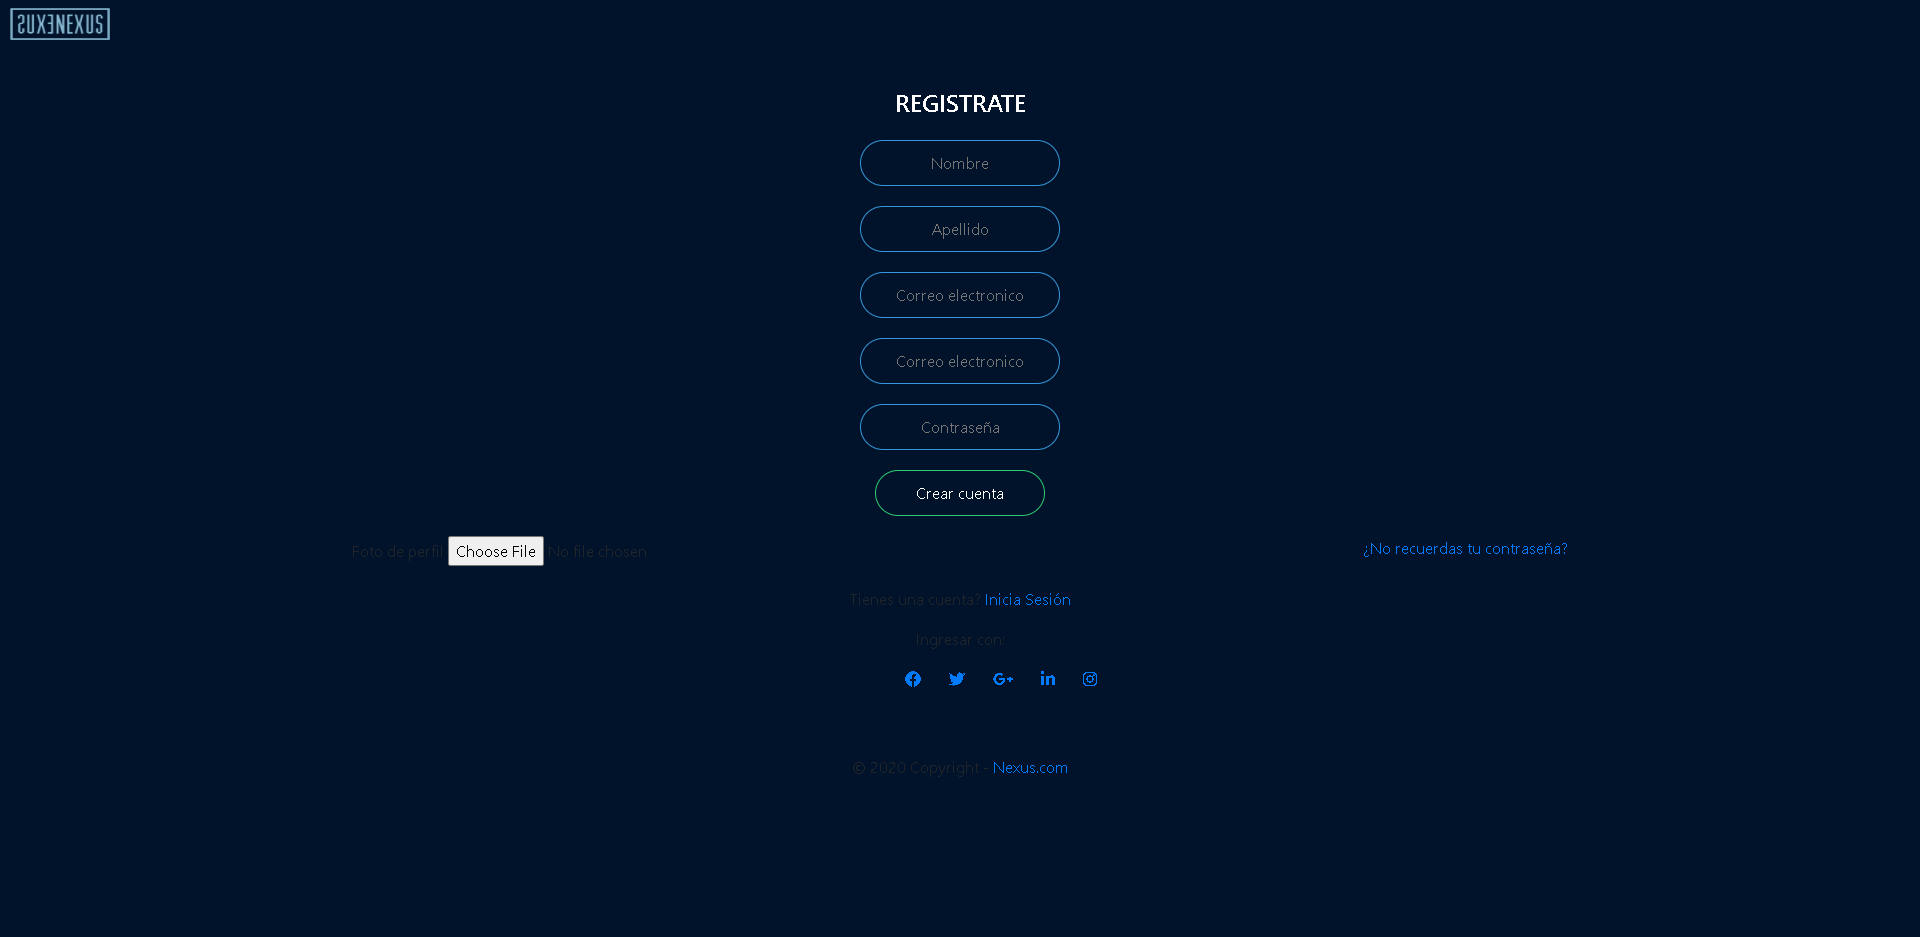 SUXENEXUS
REGISTRATE
Nombre
Apellido
Correo electronico
Correo electronico
Contraseña
Crear cuenta
Foto de perfil Choose File No file chosen
¿No recuerdas tu contraseña?
Tienes una cuenta? Inicia Sesión
Ingresar con:
© 2020 Copyright - Nexus.com